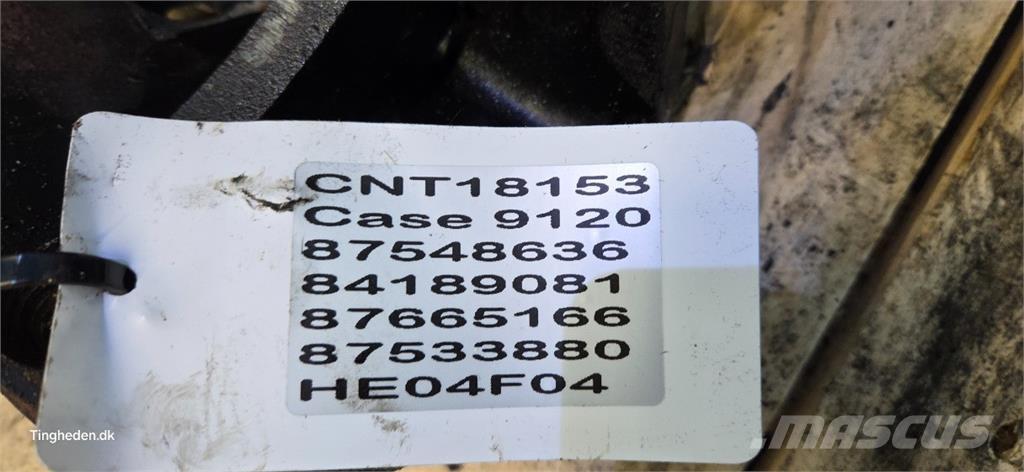 CNT18153
Case 9120
87548636
84189081
87665166
87533880
HE04F04
Tingheden.dk
MASCUS